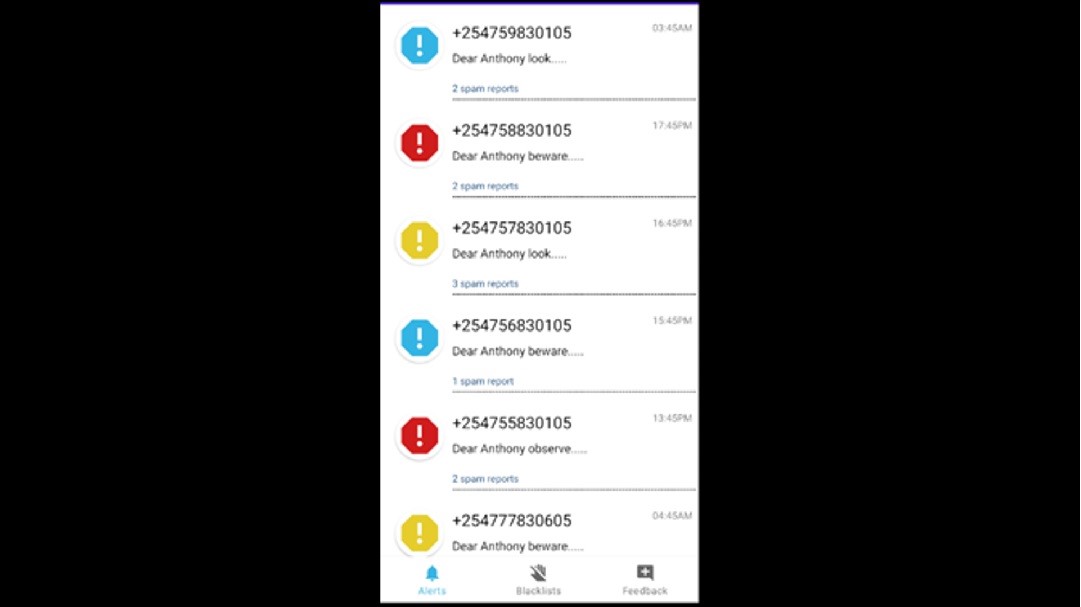 +254759830105
03:45AM
Dear Anthony look.....
2 spam reports
+254758830105
17:45PM
Dear Anthony beware.....
2 spam reports
+254757830105
16:45PM
Dear Anthony look.....
3 spam reports
+254756830105
15:45PM
Dear Anthony beware.....
1 spam report
+254755830105
13:45PM
Dear Anthony observe.....
2 spam reports
+254777830605
04:45AM
Dear Anthony beware.....
Alerts
Blacklists
Feedback